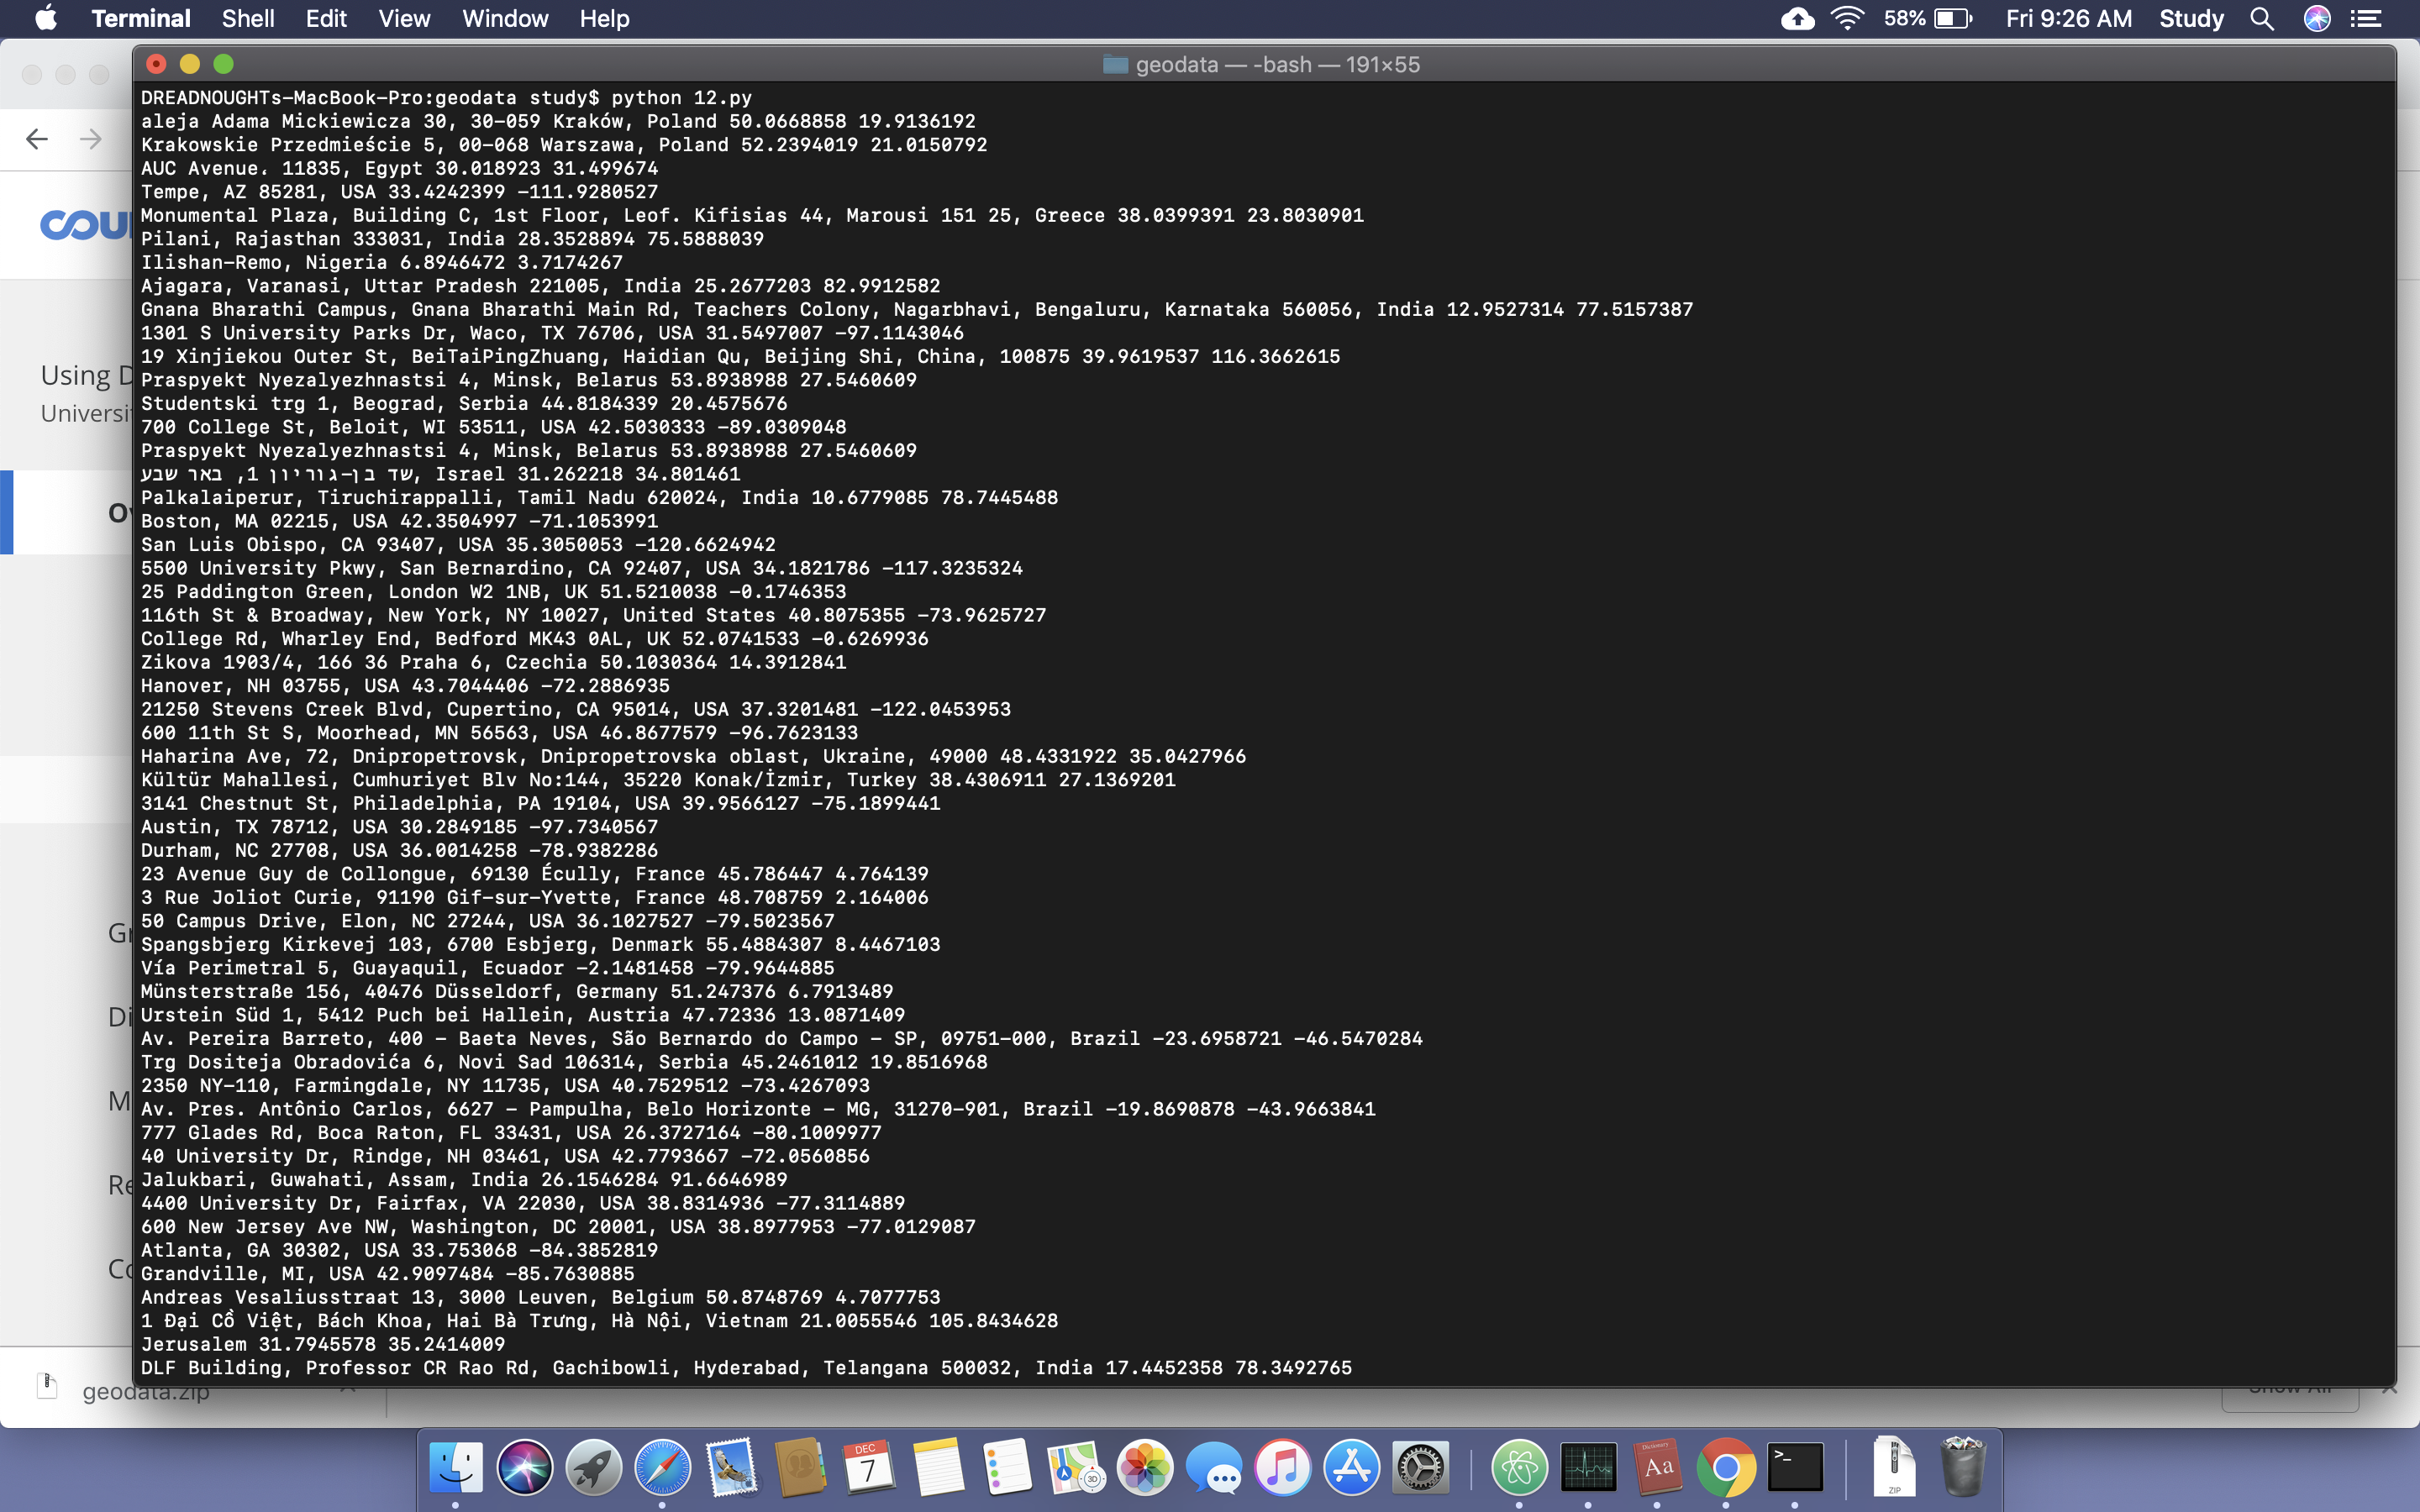 Terminal Shell Edit View Window Help 58% Fri 9:26 AM Study
geodata — -bash — 191×55
DREADNOUGHTs-MacBook-Pro:geodata study$ python 12.py
aleja Adama Mickiewicza 30, 30-059 Kraków, Poland 50.0668858 19.9136192
Krakowskie Przedmieście 5, 00-068 Warszawa, Poland 52.2394019 21.0150792
AUC Avenue، 11835, Egypt 30.018923 31.499674
Tempe, AZ 85281, USA 33.4242399 -111.9280527
Monumental Plaza, Building C, 1st Floor, Leof. Kifisias 44, Marousi 151 25, Greece 38.0399391 23.8030901
Pilani, Rajasthan 333031, India 28.3528894 75.5888039
Ilishan-Remo, Nigeria 6.8946472 3.7174267
Ajagara, Varanasi, Uttar Pradesh 221005, India 25.2677203 82.9912582
Gnana Bharathi Campus, Gnana Bharathi Main Rd, Teachers Colony, Nagarbhavi, Bengaluru, Karnataka 560056, India 12.9527314 77.5157387
1301 S University Parks Dr, Waco, TX 76706, USA 31.5497007 -97.1143046
19 Xinjiekou Outer St, BeiTaiPingZhuang, Haidian Qu, Beijing Shi, China, 100875 39.9619537 116.3662615
Praspyekt Nyezalyezhnastsi 4, Minsk, Belarus 53.8938988 27.5460609
Studentski trg 1, Beograd, Serbia 44.8184339 20.4575676
700 College St, Beloit, WI 53511, USA 42.5030333 -89.0309048
Praspyekt Nyezalyezhnastsi 4, Minsk, Belarus 53.8938988 27.5460609
שד בן-גוריון 1, באר שבע, Israel 31.262218 34.801461
Palkalaiperur, Tiruchirappalli, Tamil Nadu 620024, India 10.6779085 78.7445488
Boston, MA 02215, USA 42.3504997 -71.1053991
San Luis Obispo, CA 93407, USA 35.3050053 -120.6624942
5500 University Pkwy, San Bernardino, CA 92407, USA 34.1821786 -117.3235324
25 Paddington Green, London W2 1NB, UK 51.5210038 -0.1746353
116th St & Broadway, New York, NY 10027, United States 40.8075355 -73.9625727
College Rd, Wharley End, Bedford MK43 0AL, UK 52.0741533 -0.6269936
Zikova 1903/4, 166 36 Praha 6, Czechia 50.1030364 14.3912841
Hanover, NH 03755, USA 43.7044406 -72.2886935
21250 Stevens Creek Blvd, Cupertino, CA 95014, USA 37.3201481 -122.0453953
600 11th St S, Moorhead, MN 56563, USA 46.8677579 -96.7623133
Haharina Ave, 72, Dnipropetrovsk, Dnipropetrovska oblast, Ukraine, 49000 48.4331922 35.0427966
Kültür Mahallesi, Cumhuriyet Blv No:144, 35220 Konak/İzmir, Turkey 38.4306911 27.1369201
3141 Chestnut St, Philadelphia, PA 19104, USA 39.9566127 -75.1899441
Austin, TX 78712, USA 30.2849185 -97.7340567
Durham, NC 27708, USA 36.0014258 -78.9382286
23 Avenue Guy de Collongue, 69130 Écully, France 45.786447 4.764139
3 Rue Joliot Curie, 91190 Gif-sur-Yvette, France 48.708759 2.164006
50 Campus Drive, Elon, NC 27244, USA 36.1027527 -79.5023567
Spangsbjerg Kirkevej 103, 6700 Esbjerg, Denmark 55.4884307 8.4467103
Vía Perimetral 5, Guayaquil, Ecuador -2.1481458 -79.9644885
Münsterstraße 156, 40476 Düsseldorf, Germany 51.247376 6.7913489
Urstein Süd 1, 5412 Puch bei Hallein, Austria 47.72336 13.0871409
Av. Pereira Barreto, 400 - Baeta Neves, São Bernardo do Campo - SP, 09751-000, Brazil -23.6958721 -46.5470284
Trg Dositeja Obradovića 6, Novi Sad 106314, Serbia 45.2461012 19.8516968
2350 NY-110, Farmingdale, NY 11735, USA 40.7529512 -73.4267093
Av. Pres. Antônio Carlos, 6627 - Pampulha, Belo Horizonte - MG, 31270-901, Brazil -19.8690878 -43.9663841
777 Glades Rd, Boca Raton, FL 33431, USA 26.3727164 -80.1009977
40 University Dr, Rindge, NH 03461, USA 42.7793667 -72.0560856
Jalukbari, Guwahati, Assam, India 26.1546284 91.6646989
4400 University Dr, Fairfax, VA 22030, USA 38.8314936 -77.3114889
600 New Jersey Ave NW, Washington, DC 20001, USA 38.8977953 -77.0129087
Atlanta, GA 30302, USA 33.753068 -84.3852819
Grandville, MI, USA 42.9097484 -85.7630885
Andreas Vesaliusstraat 13, 3000 Leuven, Belgium 50.8748769 4.7077753
1 Đại Cồ Việt, Bách Khoa, Hai Bà Trưng, Hà Nội, Vietnam 21.0055546 105.8434628
Jerusalem 31.7945578 35.2414009
DLF Building, Professor CR Rao Rd, Gachibowli, Hyderabad, Telangana 500032, India 17.4452358 78.3492765
cou
Using D
Universi
Ov
Gr
Di
M
Re
Co
geodata.zip
Show All
DEC
7
3D
Dictionary
Aa
>_
ZIP